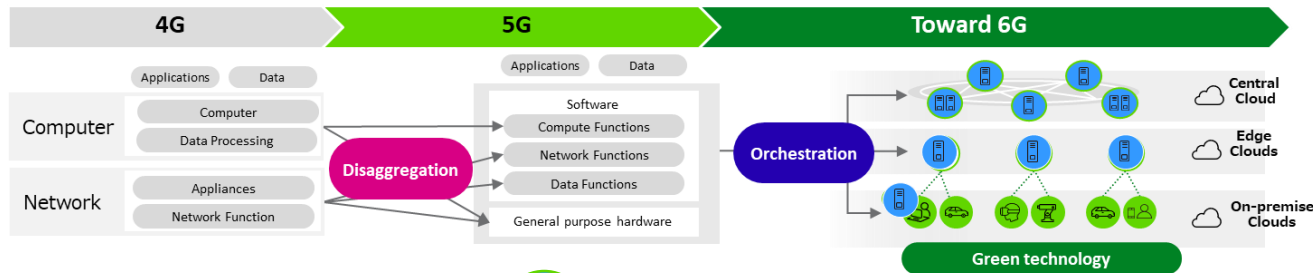 4G
5G
Toward 6G
Applications
Data
Computer
Computer
Data Processing
Network
Appliances
Network Function
Disaggregation
Applications
Data
Software
Compute Functions
Network Functions
Data Functions
General purpose hardware
Orchestration
Central
Cloud
Edge
Clouds
On-premise
Clouds
Green technology